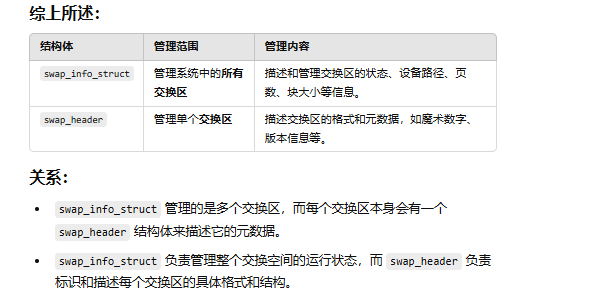 综上所述：
结构体 管理范围 管理内容
swap_info_struct 管理系统中的所有 描述和管理交换区的状态、设备路径、页
交换区 数、块大小等信息。
swap_header 管理单个交换区 描述交换区的格式和元数据，如魔术数字、
版本信息等。
关系：
• swap_info_struct 管理的是多个交换区，而每个交换区本身会有一个
swap_header 结构体来描述它的元数据。
• swap_info_struct 负责管理整个交换空间的运行状态，而 swap_header 负责
标识和描述每个交换区的具体格式和结构。